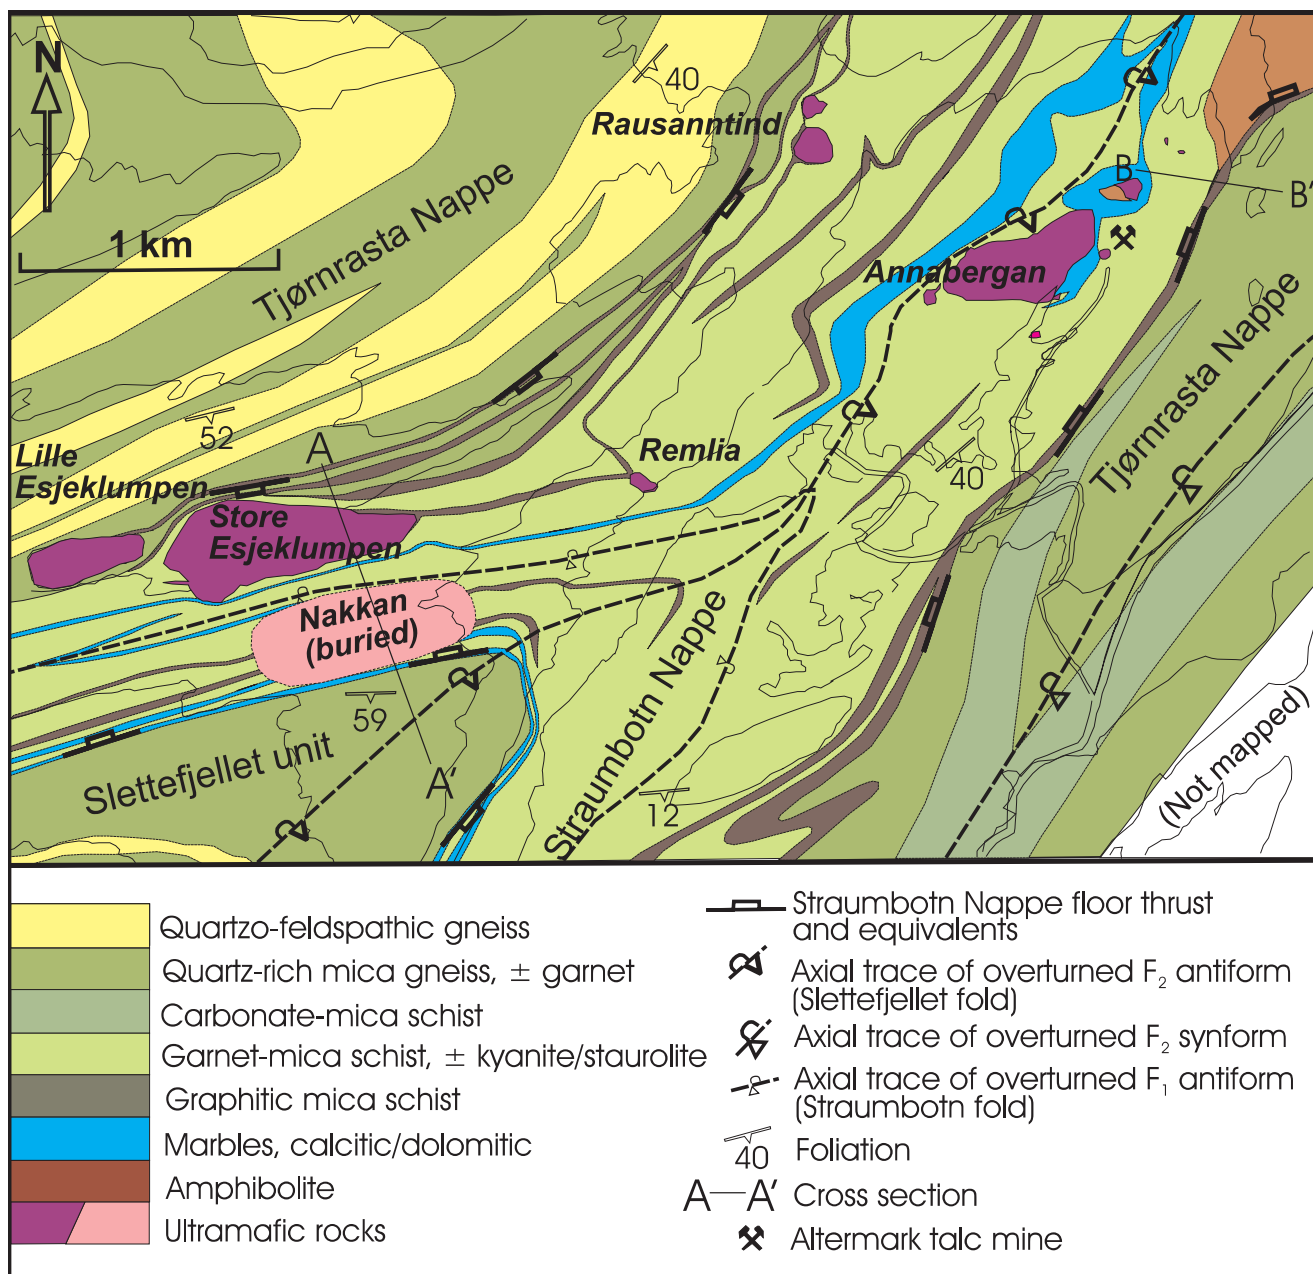 N
1 km
40
Rausanntind
Tjørnrasta Nappe
B
B'
Annabergan
Tjørnrasta Nappe
52
A
Remlia
40
Lille
Esjeklumpen
Store
Esjeklumpen
Nakkan
(buried)
59
Slettefjellet unit
A'
Straumbotn Nappe
12
(Not mapped)
Quartzo-feldspathic gneiss
Quartz-rich mica gneiss, ± garnet
Carbonate-mica schist
Garnet-mica schist, ± kyanite/staurolite
Graphitic mica schist
Marbles, calcitic/dolomitic
Amphibolite
Ultramafic rocks
Straumbotn Nappe floor thrust
and equivalents
Axial trace of overturned F2 antiform
(Slettefjellet fold)
Axial trace of overturned F2 synform
Axial trace of overturned F1 antiform
(Straumbotn fold)
40 Foliation
A A' Cross section
Altermark talc mine